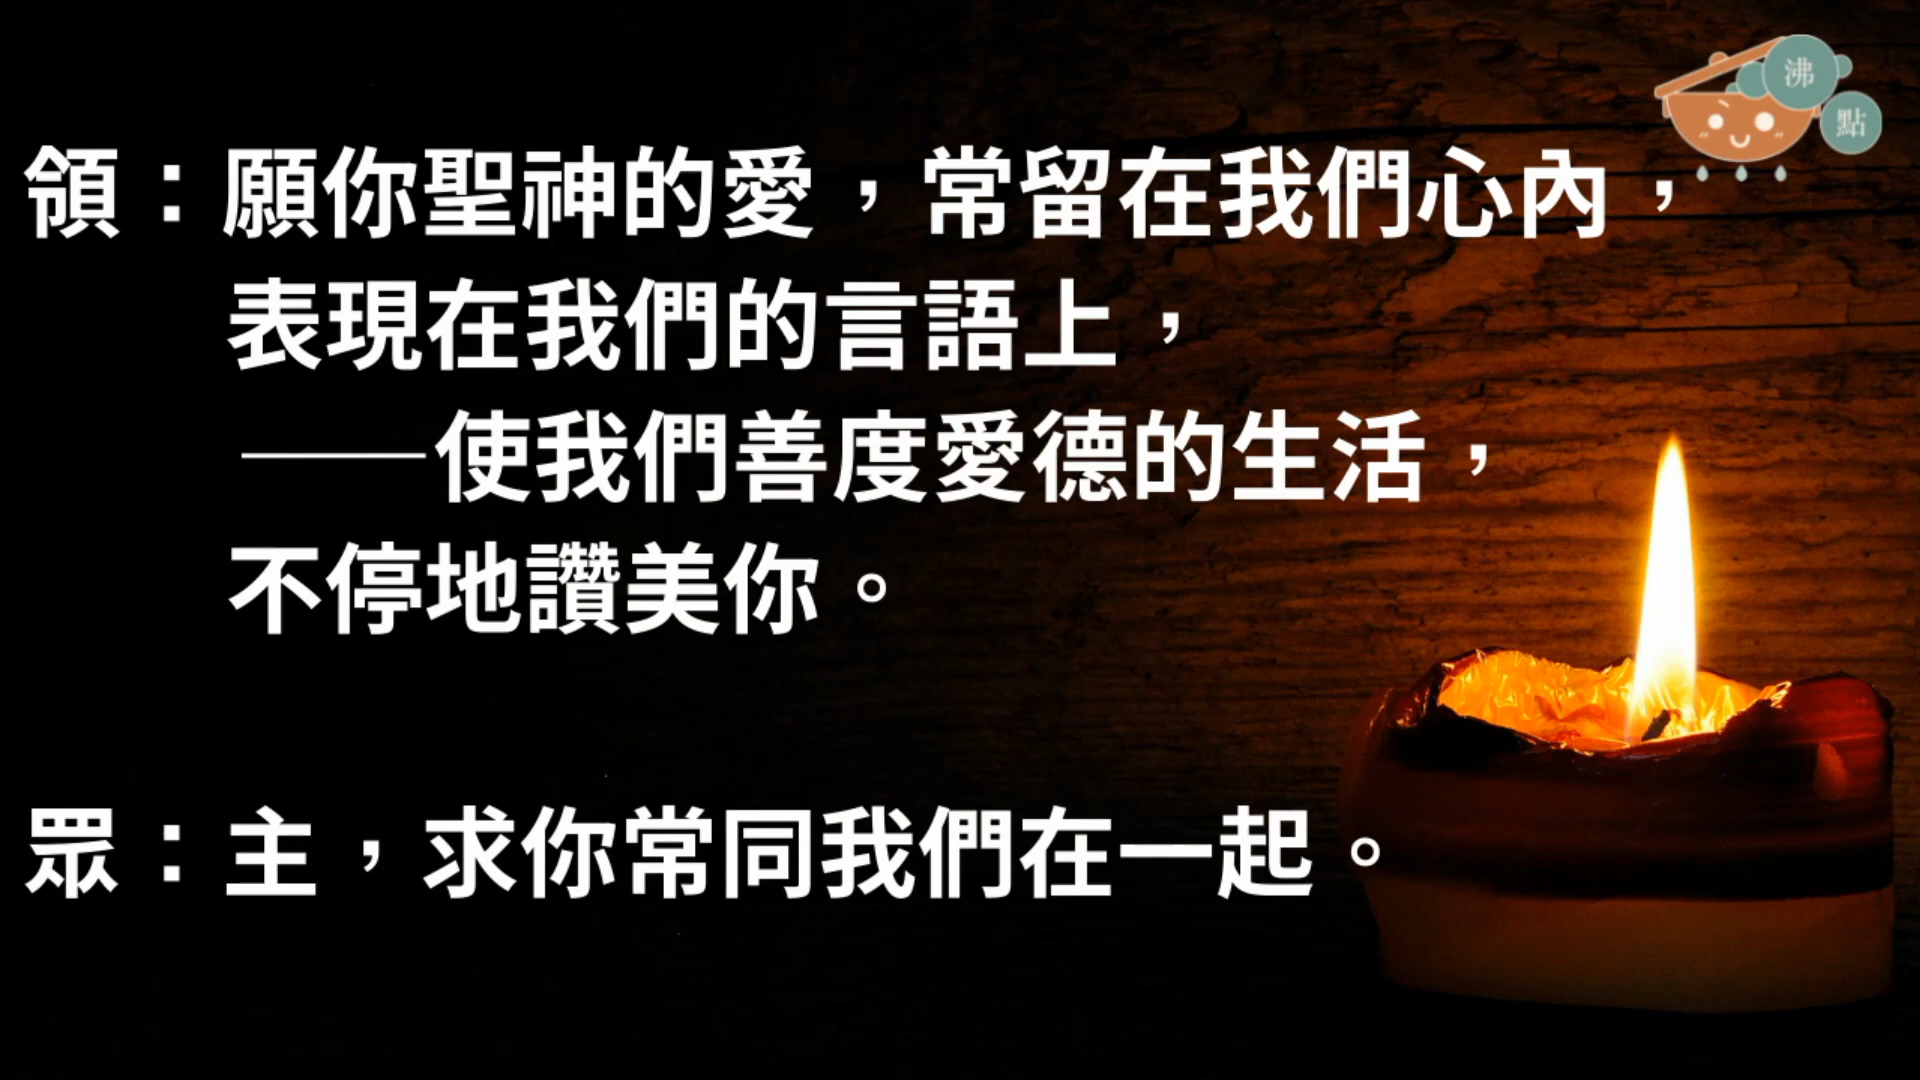 沸
點
領：願你聖神的愛，常留在我們心內，
表現在我們的言語上，
——使我們善度愛德的生活，
不停地讚美你。
眾：主，求你常同我們在一起。